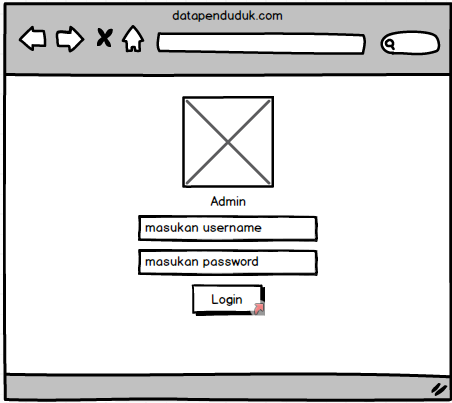 datapenduduk.com
Admin
masukan username
masukan password
Login